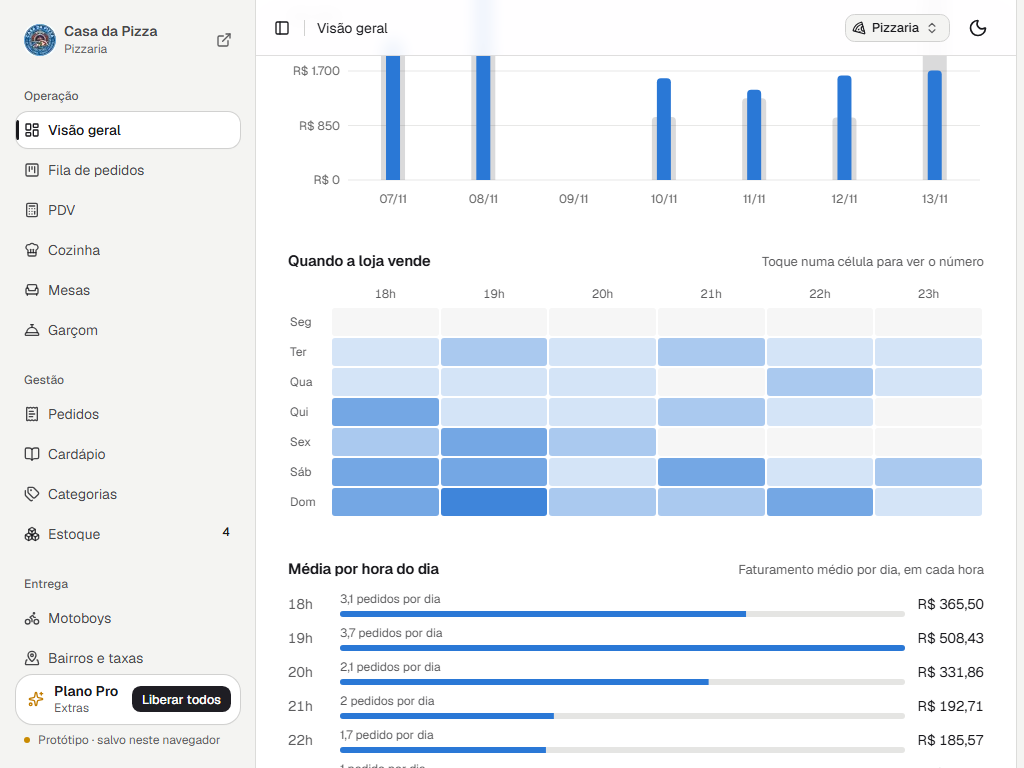 Casa da Pizza
Pizzaria
Operação
Visão geral
Fila de pedidos
PDV
Cozinha
Mesas
Garçom
Gestão
Pedidos
Cardápio
Categorias
Estoque 4
Entrega
Motoboys
Bairros e taxas
Plano Pro
Extras
Liberar todos
Protótipo · salvo neste navegador
Visão geral
Pizzaria
R$ 1.700
R$ 850
R$ 0
07/11 08/11 09/11 10/11 11/11 12/11 13/11
Quando a loja vende
Toque numa célula para ver o número
18h 19h 20h 21h 22h 23h
Seg
Ter
Qua
Qui
Sex
Sáb
Dom
Média por hora do dia
Faturamento médio por dia, em cada hora
18h 3,1 pedidos por dia R$ 365,50
19h 3,7 pedidos por dia R$ 508,43
20h 2,1 pedidos por dia R$ 331,86
21h 2 pedidos por dia R$ 192,71
22h 1,7 pedido por dia R$ 185,57
1 pedido por dia